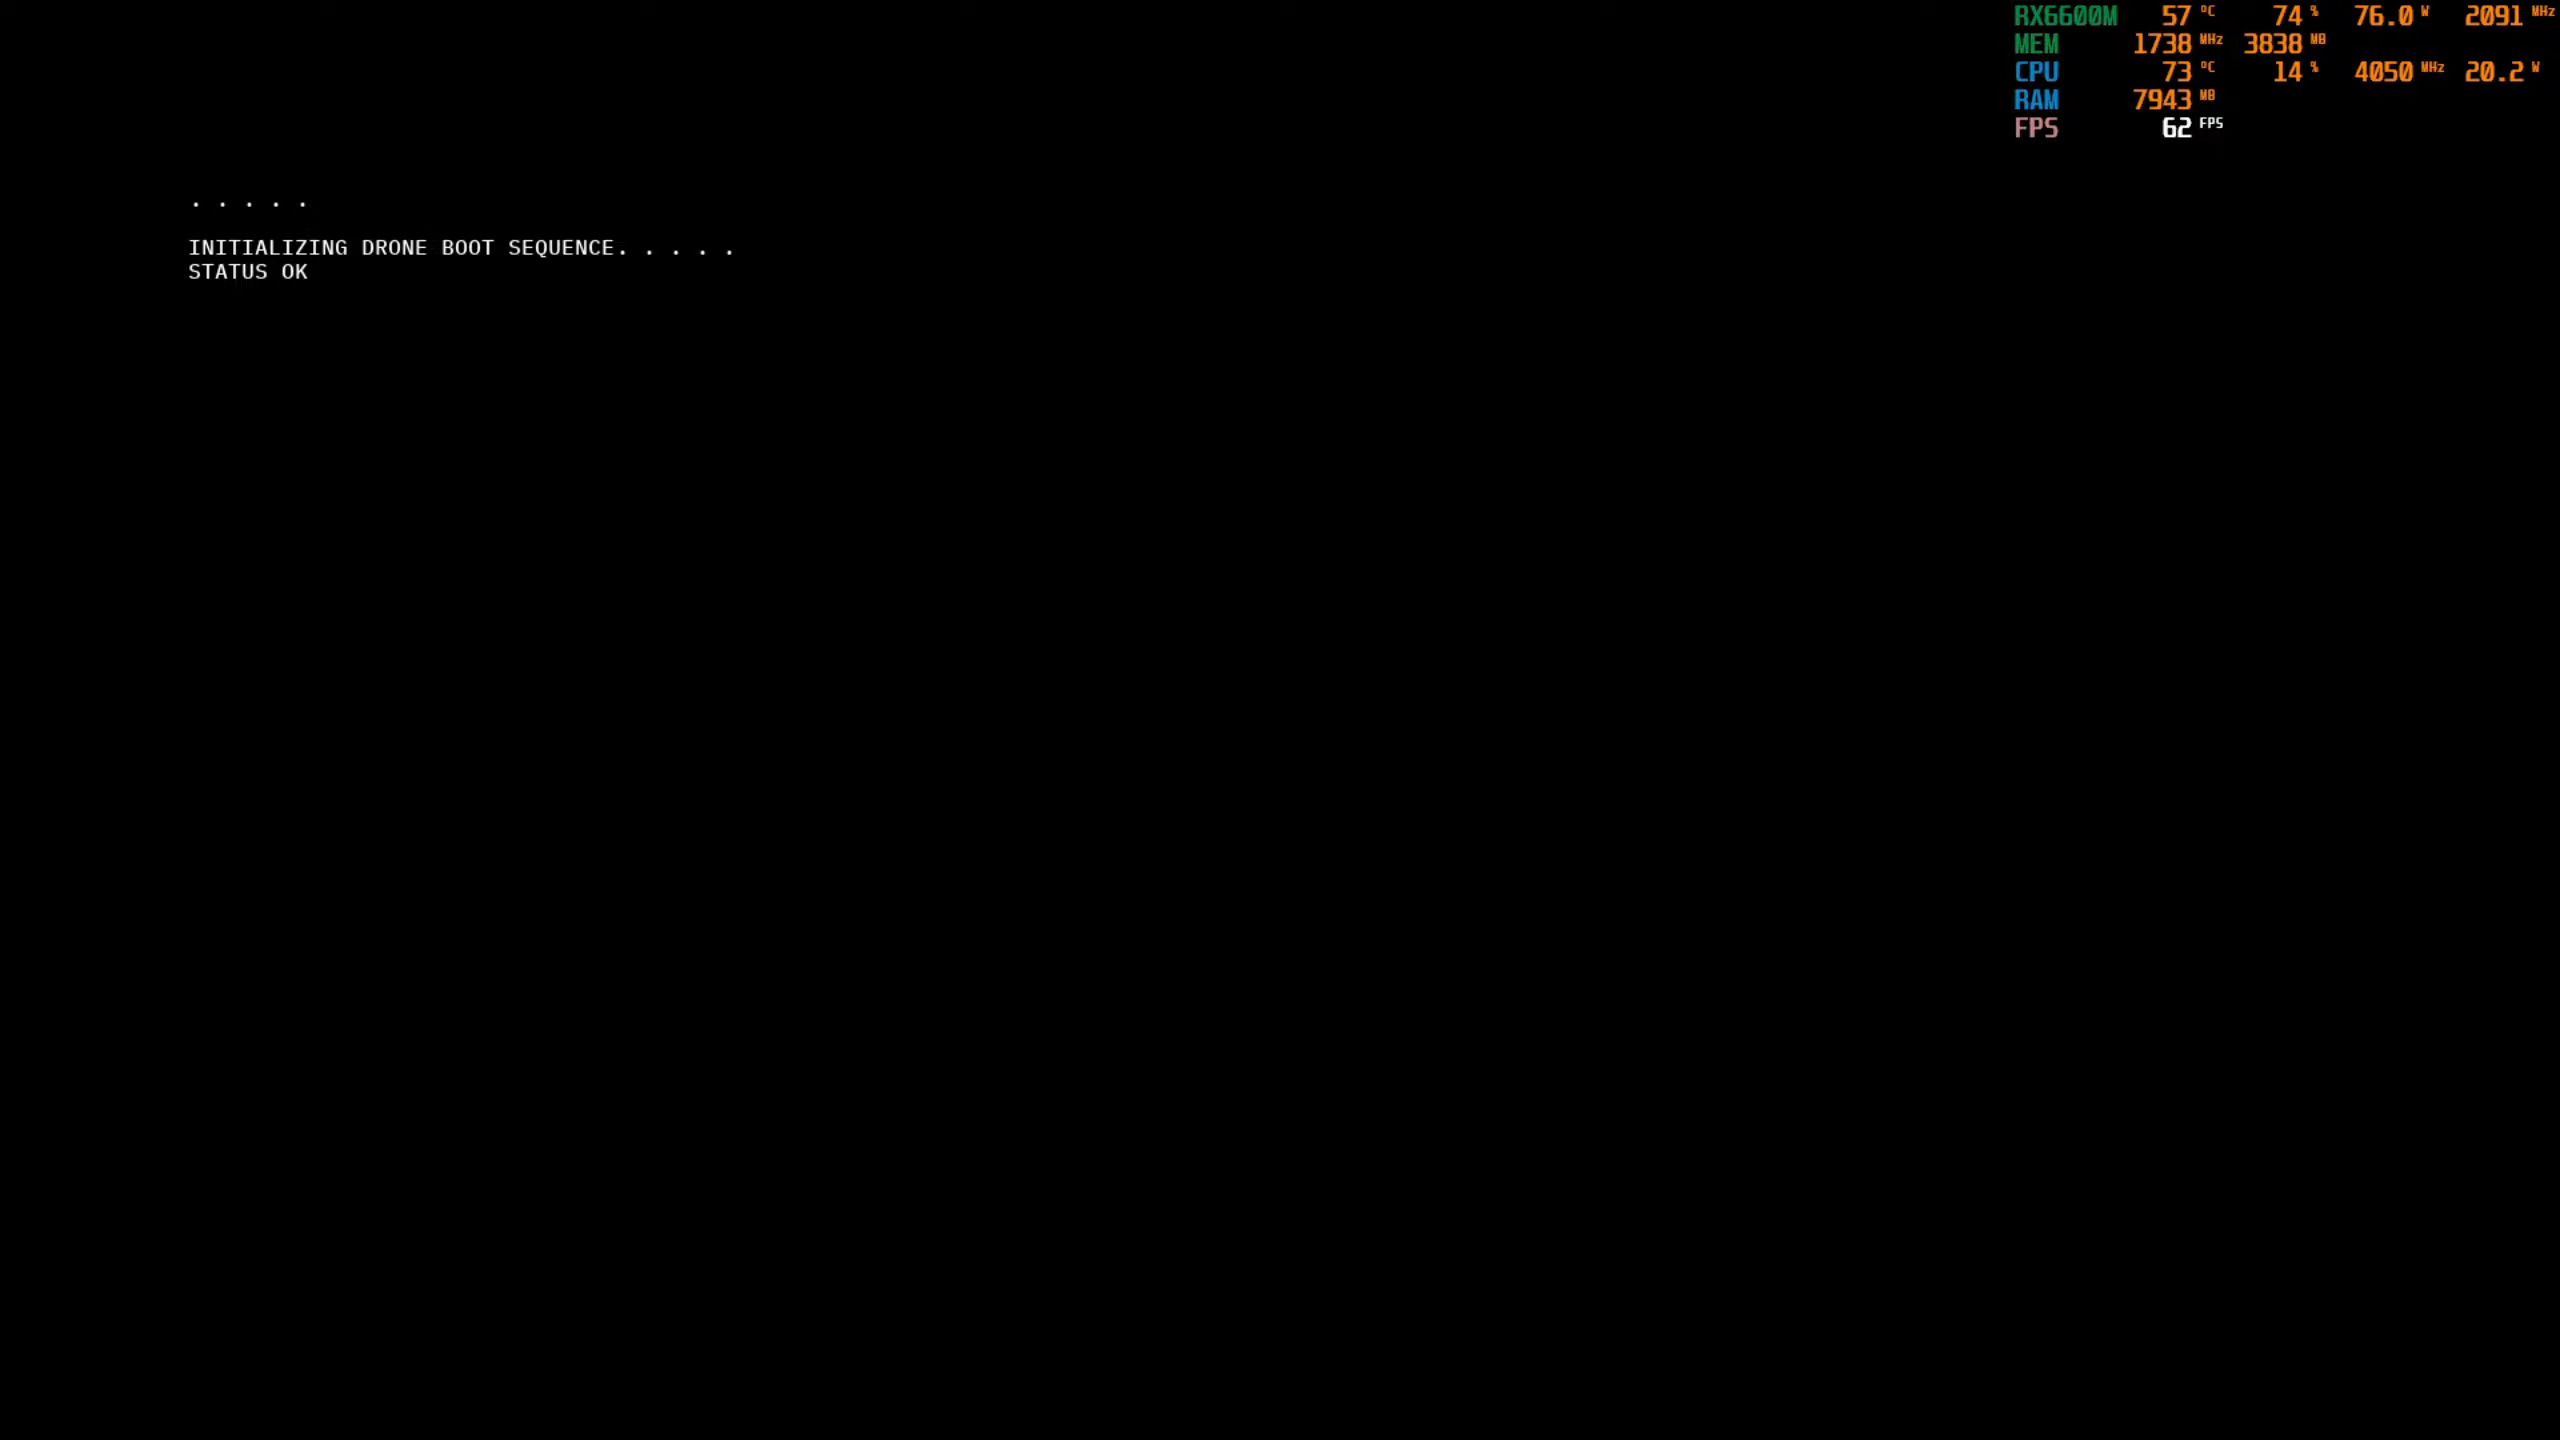 RX6600M 57 °C 74 % 76.0 W 2091 MHz
MEM 1738 MHz 3838 MB
CPU 73 °C 14 % 4050 MHz 20.2 W
RAM 7943 MB
FPS 62 FPS
. . . . .
INITIALIZING DRONE BOOT SEQUENCE. . . . .
STATUS OK